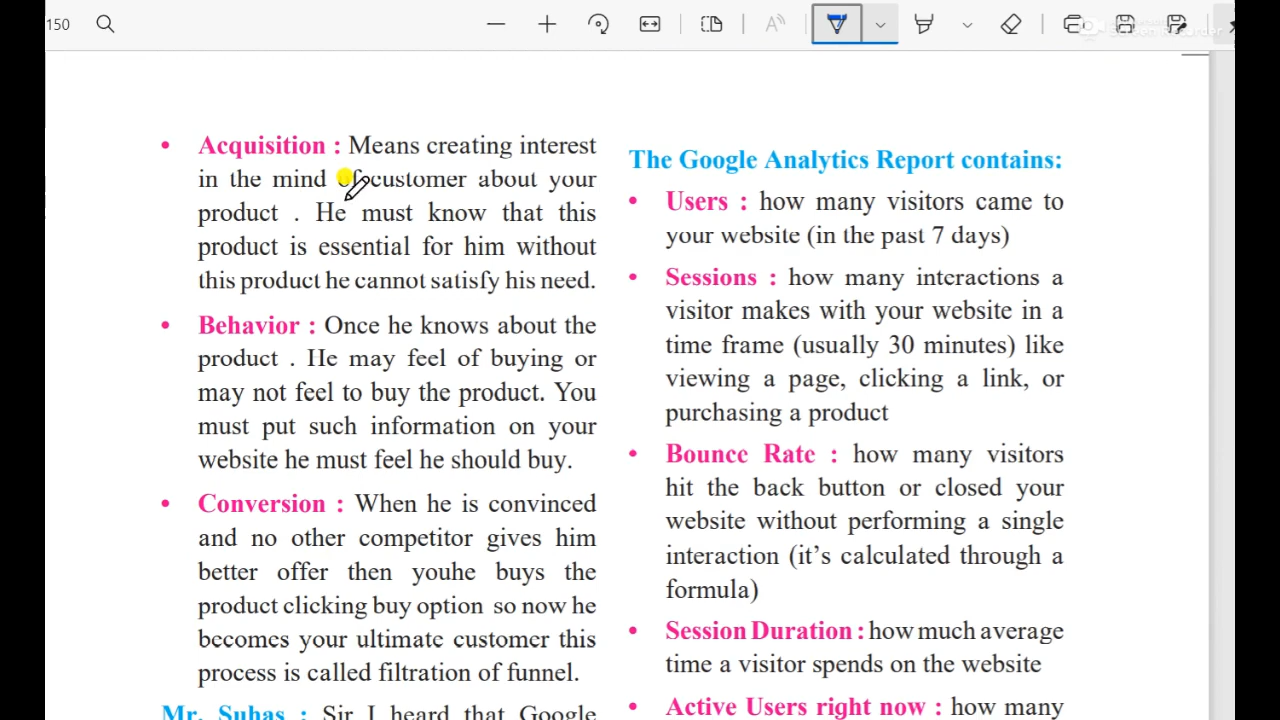 150
• Acquisition : Means creating interest
in the mind of customer about your
product . He must know that this
product is essential for him without
this product he cannot satisfy his need.
• Behavior : Once he knows about the
product . He may feel of buying or
may not feel to buy the product. You
must put such information on your
website he must feel he should buy.
• Conversion : When he is convinced
and no other competitor gives him
better offer then youhe buys the
product clicking buy option so now he
becomes your ultimate customer this
process is called filtration of funnel.
Mr. Suhas : Sir I heard that Google
The Google Analytics Report contains:
• Users : how many visitors came to
your website (in the past 7 days)
• Sessions : how many interactions a
visitor makes with your website in a
time frame (usually 30 minutes) like
viewing a page, clicking a link, or
purchasing a product
• Bounce Rate : how many visitors
hit the back button or closed your
website without performing a single
interaction (it's calculated through a
formula)
• Session Duration : how much average
time a visitor spends on the website
• Active Users right now : how many
Screen Recorder